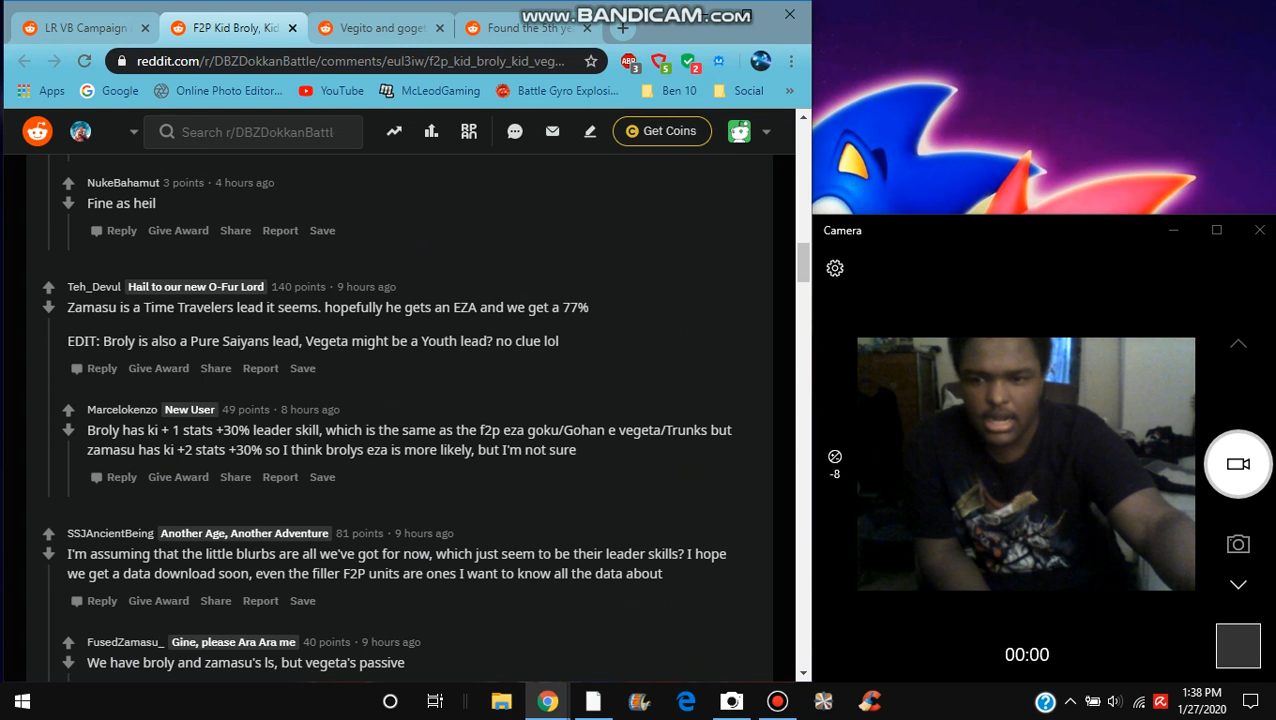 www.BANDICAM.com
LR VB Campaign
F2P Kid Broly, Kid
Vegito and goget
Found the 5th ye
reddit.com/r/DBZDokkanBattle/comments/eul3iw/f2p_kid_broly_kid_veg...
ABP 3 5 2
Apps Google Online Photo Editor... YouTube McLeodGaming Battle Gyro Explosi... Ben 10 Social »
Search r/DBZDokkanBattl
RP AN
C Get Coins
NukeBahamut 3 points · 4 hours ago
Fine as heil
Reply Give Award Share Report Save
Teh_Devul Hail to our new O-Fur Lord 140 points · 9 hours ago
Zamasu is a Time Travelers lead it seems. hopefully he gets an EZA and we get a 77%
EDIT: Broly is also a Pure Saiyans lead, Vegeta might be a Youth lead? no clue lol
Reply Give Award Share Report Save
Marcelokenzo New User 49 points · 8 hours ago
Broly has ki + 1 stats +30% leader skill, which is the same as the f2p eza goku/Gohan e vegeta/Trunks but
zamasu has ki +2 stats +30% so I think brolys eza is more likely, but I'm not sure
Reply Give Award Share Report Save
SSJAncientBeing Another Age, Another Adventure 81 points · 9 hours ago
I'm assuming that the little blurbs are all we've got for now, which just seem to be their leader skills? I hope
we get a data download soon, even the filler F2P units are ones I want to know all the data about
Reply Give Award Share Report Save
FusedZamasu_ Gine, please Ara Ara me 40 points · 9 hours ago
We have broly and zamasu's ls, but vegeta's passive
Camera
-8
00:00
1:38 PM
1/27/2020